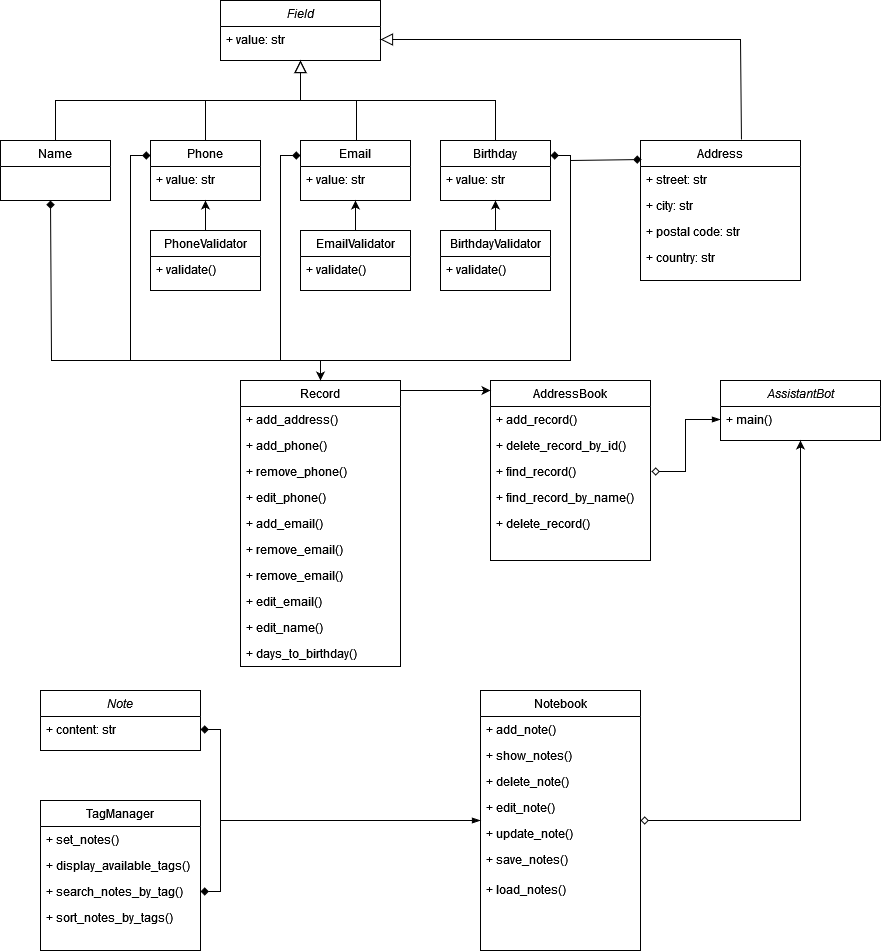 Field
+ value: str
Name
Phone
+ value: str
Email
+ value: str
Birthday
+ value: str
Address
+ street: str
+ city: str
+ postal code: str
+ country: str
PhoneValidator
+ validate()
EmailValidator
+ validate()
BirthdayValidator
+ validate()
Record
+ add_address()
+ add_phone()
+ remove_phone()
+ edit_phone()
+ add_email()
+ remove_email()
+ remove_email()
+ edit_email()
+ edit_name()
+ days_to_birthday()
AddressBook
+ add_record()
+ delete_record_by_id()
+ find_record()
+ find_record_by_name()
+ delete_record()
AssistantBot
+ main()
Note
+ content: str
TagManager
+ set_notes()
+ display_available_tags()
+ search_notes_by_tag()
+ sort_notes_by_tags()
Notebook
+ add_note()
+ show_notes()
+ delete_note()
+ edit_note()
+ update_note()
+ save_notes()
+ load_notes()